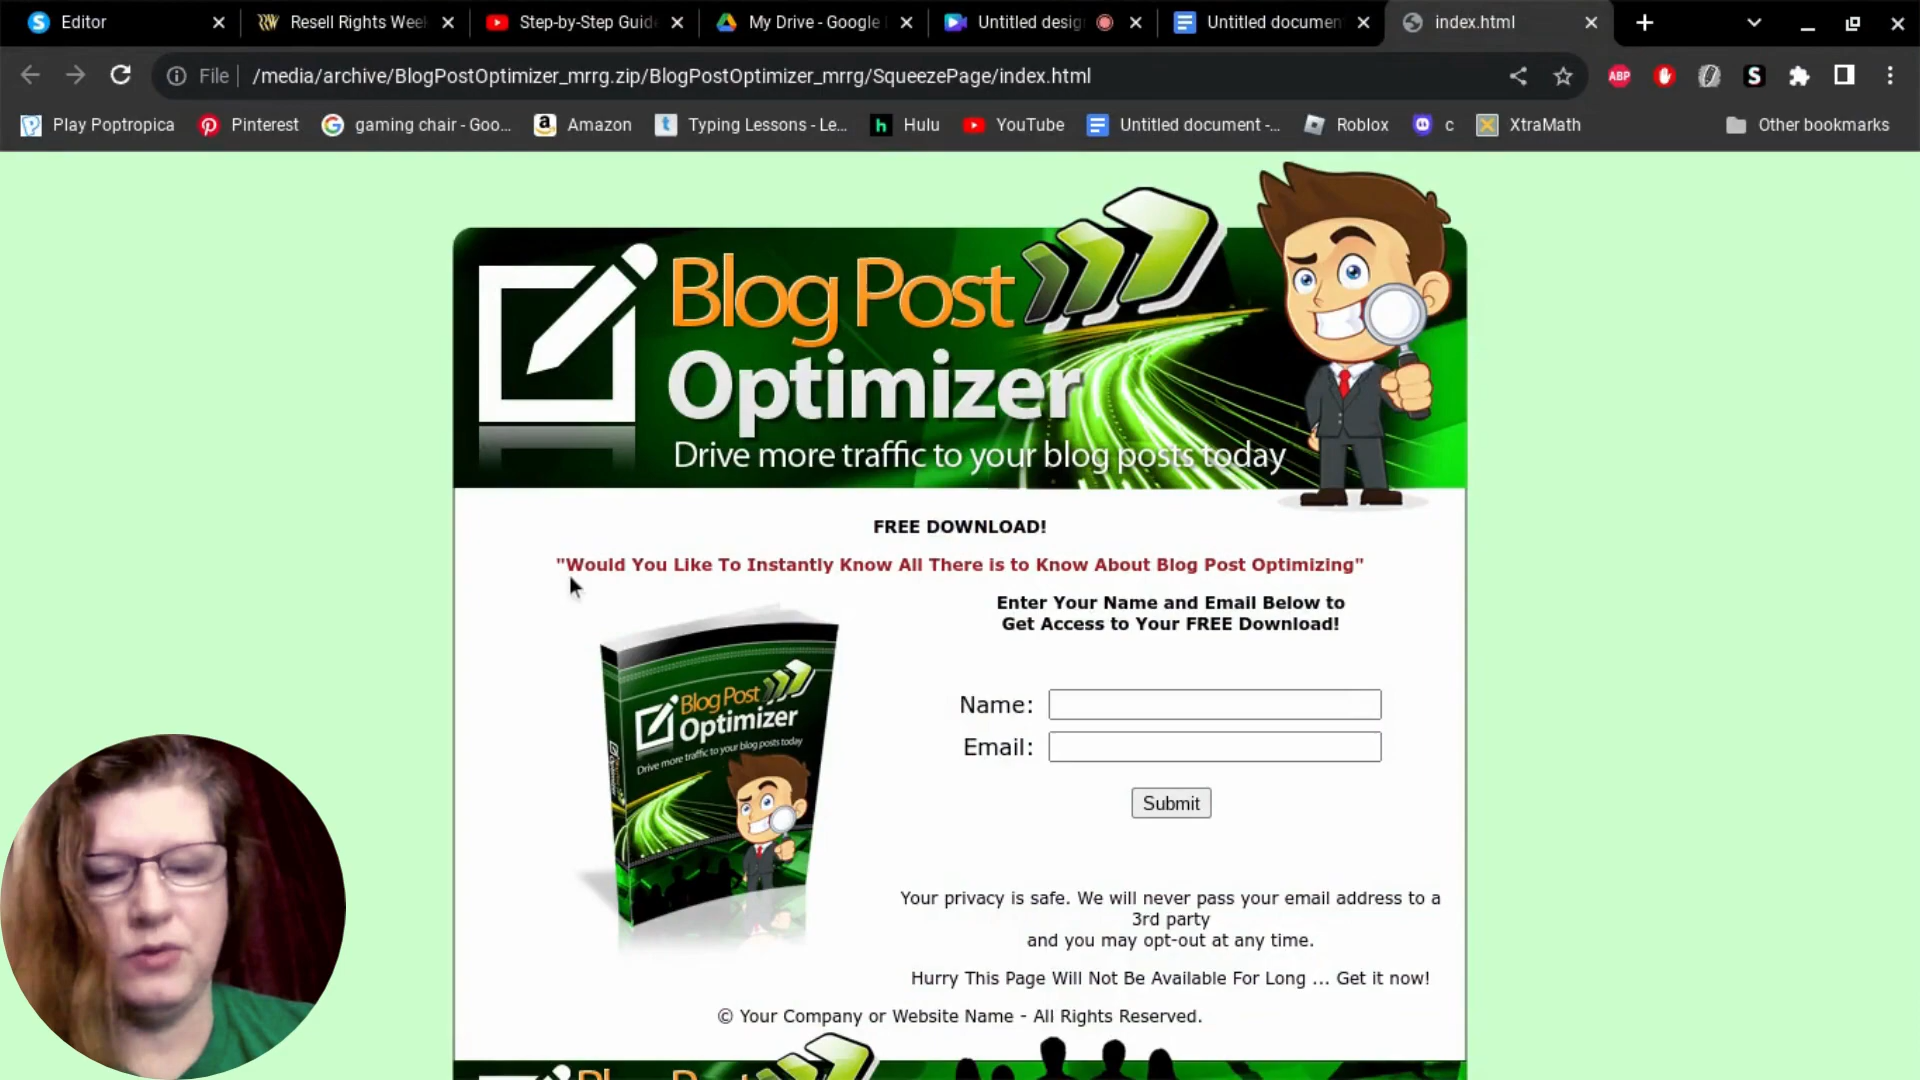 Editor
Resell Rights Wee
Step-by-Step Guid
My Drive - Google
Untitled desig
Untitled documen
index.html
File
/media/archive/BlogPostOptimizer_mrrg.zip/BlogPostOptimizer_mrrg/SqueezePage/index.html
ABP
S
Play Poptropica
Pinterest
gaming chair - Goo...
Amazon
Typing Lessons - Le...
Hulu
YouTube
Untitled document -...
Roblox
c
XtraMath
Other bookmarks
Blog Post
Optimizer
Drive more traffic to your blog posts today
FREE DOWNLOAD!
"Would You Like To Instantly Know All There is to Know About Blog Post Optimizing"
Enter Your Name and Email Below to
Get Access to Your FREE Download!
Blog Post
Optimizer
Drive more traffic to your blog posts today
Name:
Email:
Submit
Your privacy is safe. We will never pass your email address to a
3rd party
and you may opt-out at any time.
Hurry This Page Will Not Be Available For Long ... Get it now!
© Your Company or Website Name - All Rights Reserved.